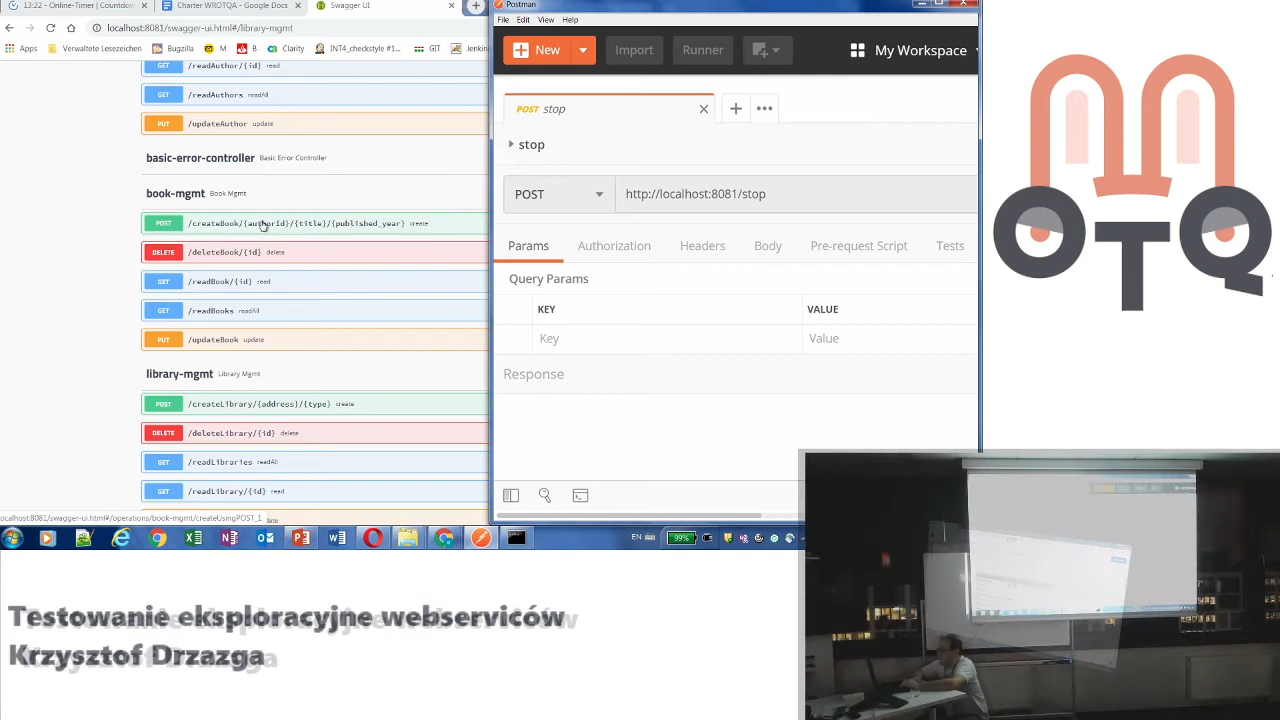 13:22 - Online-Timer | Countdow
Charter WROTQA - Google Docs
Swagger UI
localhost:8081/swagger-ui.html#/library-mgmt
Apps
Verwaltete Lesezeichen
Bugzilla
M
B
Clarity
INT4_checkstyle #1...
GIT
Kern
GET /readAuthor/{id} read
GET /readAuthors readAll
PUT /updateAuthor update
basic-error-controller Basic Error Controller
book-mgmt Book Mgmt
POST /createBook/{authorId}/{title}/{published_year} create
DELETE /deleteBook/{id} delete
GET /readBook/{id} read
GET /readBooks readAll
PUT /updateBook update
library-mgmt Library Mgmt
POST /createLibrary/{address}/{type} create
DELETE /deleteLibrary/{id} delete
GET /readLibraries readAll
GET /readLibrary/{id} read
ocalhost:8081/swagger-ui.html#/operations/book-mgmt/createUsingPOST_1
date
Postman
File Edit View Help
New
Import
Runner
My Workspace
POST stop
stop
POST
http://localhost:8081/stop
Params Authorization Headers Body Pre-request Script Tests
Query Params
KEY VALUE
Key Value
Response
EN
99%
OTQ
Testowanie eksploracyjne webserviców
Krzysztof Drzazga